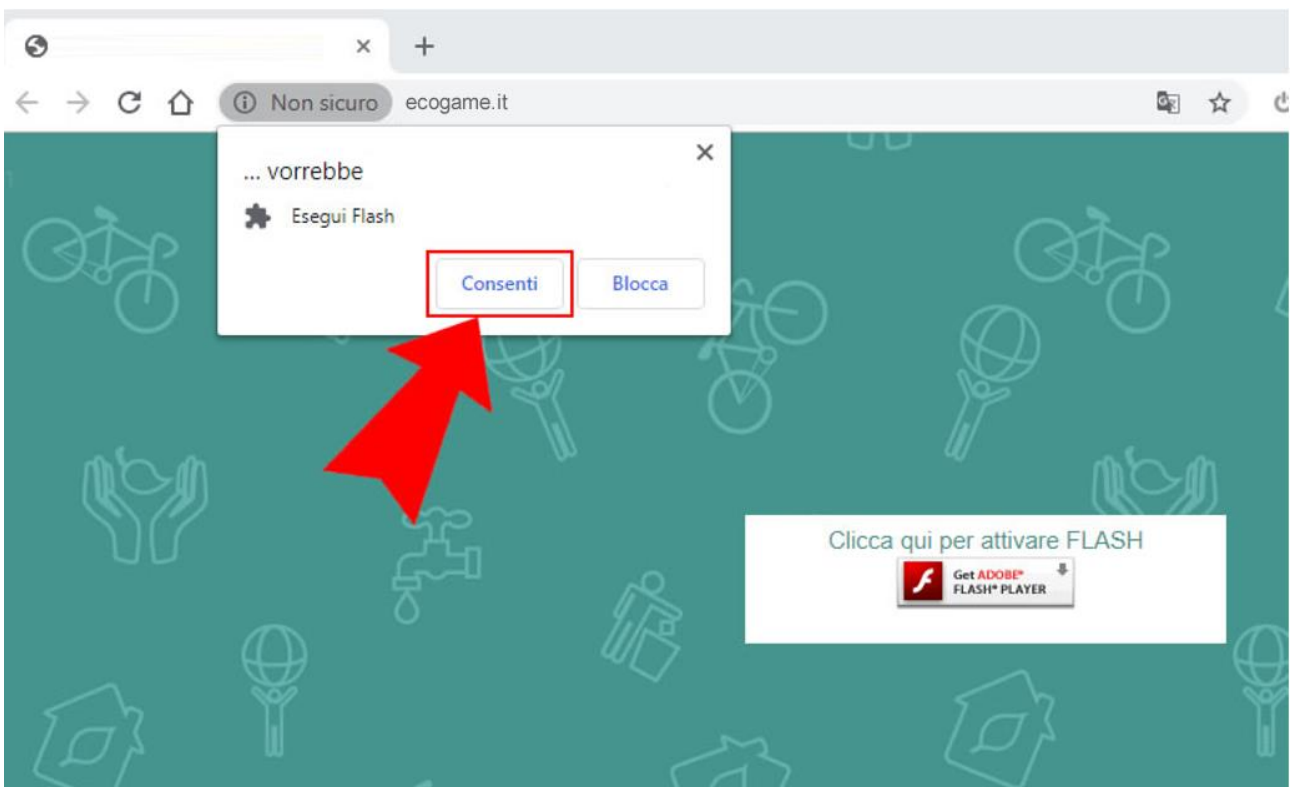 Non sicuro ecogame.it
... vorrebbe
Esegui Flash
Consenti Blocca
Clicca qui per attivare FLASH
Get ADOBE®
FLASH® PLAYER